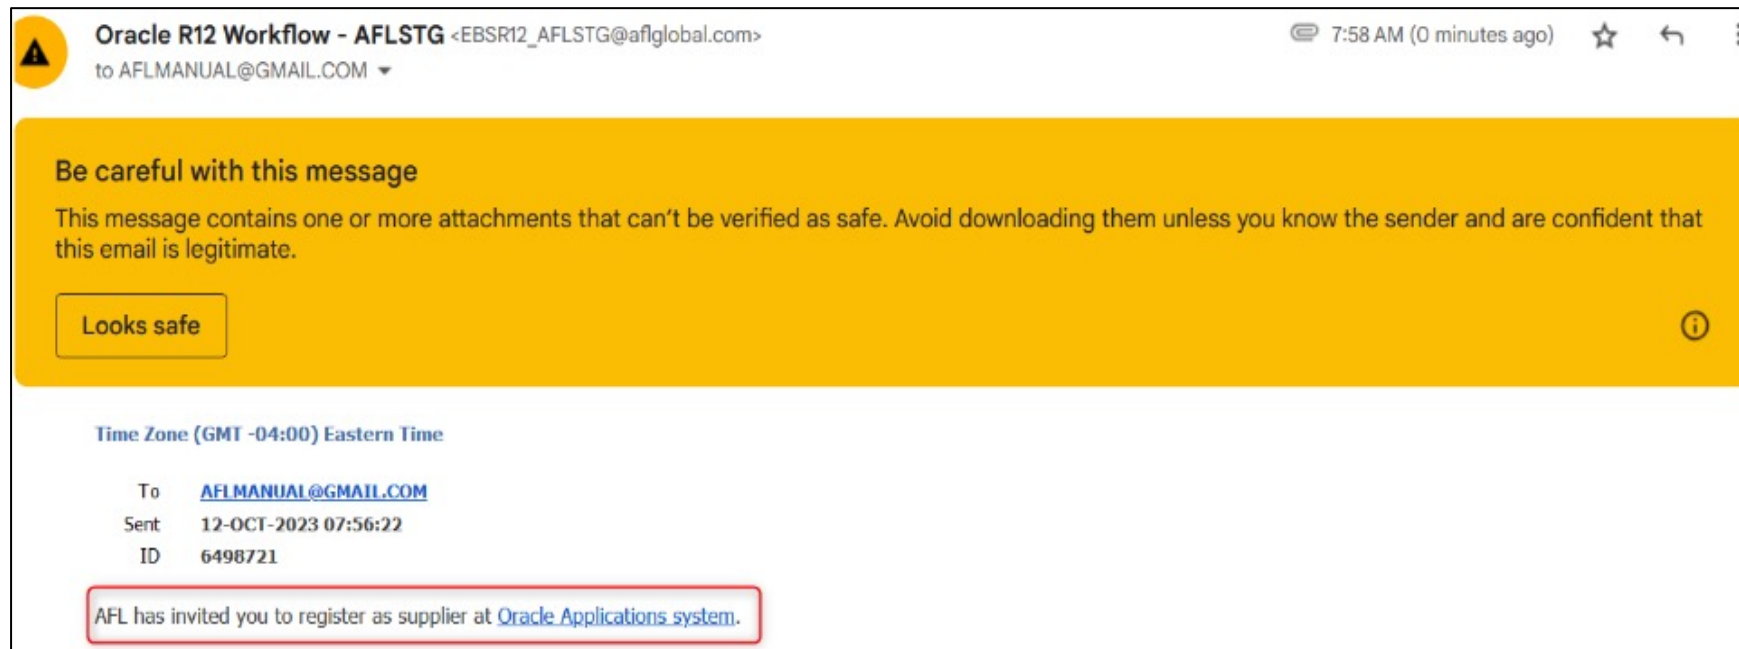 Oracle R12 Workflow - AFLSTG <EBSR12_AFLSTG@aflglobal.com> 7:58 AM (0 minutes ago)
to AFLMANUAL@GMAIL.COM
Be careful with this message
This message contains one or more attachments that can't be verified as safe. Avoid downloading them unless you know the sender and are confident that
this email is legitimate.
Looks safe
Time Zone (GMT -04:00) Eastern Time
To AFLMANUAL@GMAIL.COM
Sent 12-OCT-2023 07:56:22
ID 6498721
AFL has invited you to register as supplier at Oracle Applications system.